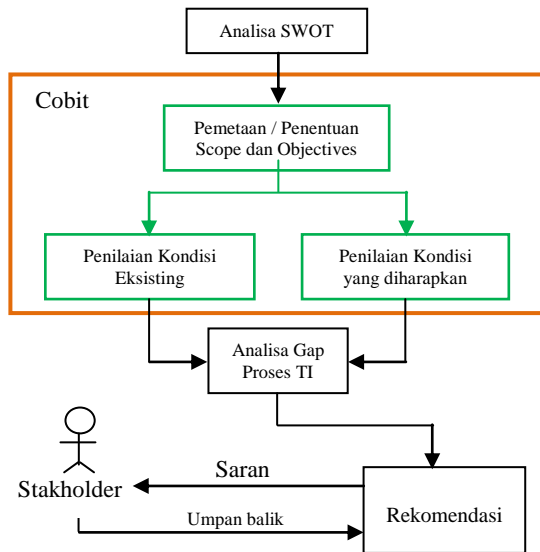 Analisa SWOT
Cobit
Pemetaan / Penentuan
Scope dan Objectives
Penilaian Kondisi
Eksisting
Penilaian Kondisi
yang diharapkan
Analisa Gap
Proses TI
Saran
Stakholder
Umpan balik
Rekomendasi